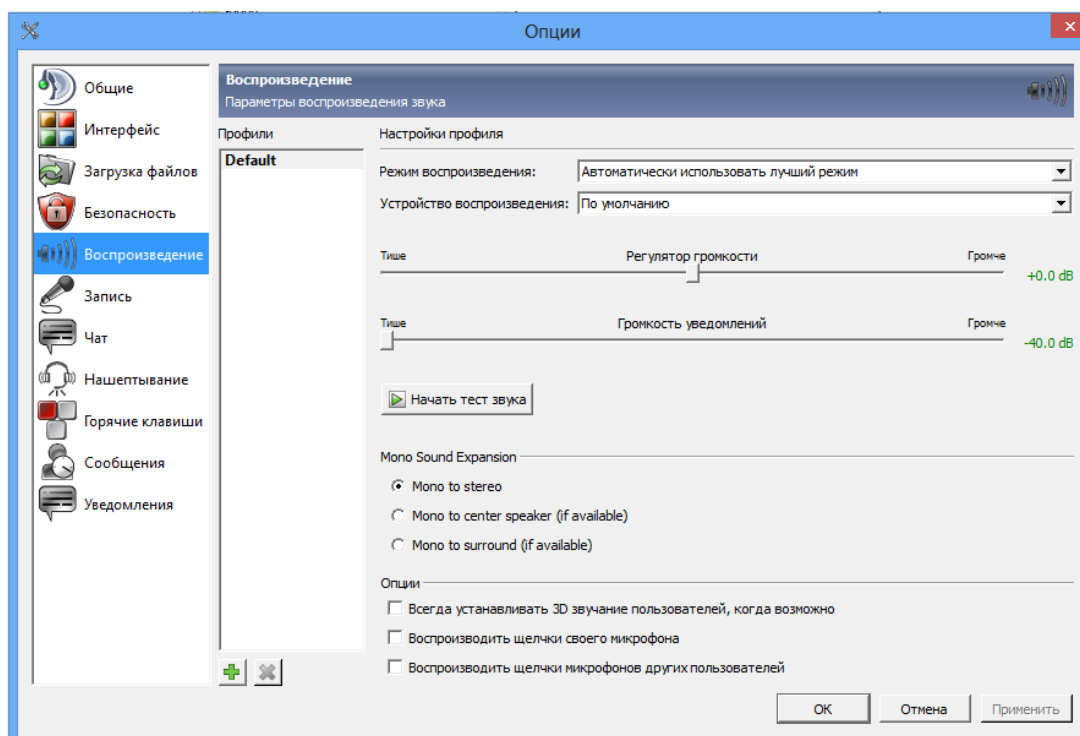 Опции
Общие
Интерфейс
Загрузка файлов
Безопасность
Воспроизведение
Запись
Чат
Нашептывание
Горячие клавиши
Сообщения
Уведомления
Воспроизведение
Параметры воспроизведения звука
Профили
Default
Настройки профиля
Режим воспроизведения: Автоматически использовать лучший режим
Устройство воспроизведения: По умолчанию
Тише Регулятор громкости Громче
+0.0 dB
Тише Громкость уведомлений Громче
-40.0 dB
Начать тест звука
Mono Sound Expansion
Mono to stereo
Mono to center speaker (if available)
Mono to surround (if available)
Опции
Всегда устанавливать 3D звучание пользователей, когда возможно
Воспроизводить щелчки своего микрофона
Воспроизводить щелчки микрофонов других пользователей
OK Отмена Применить